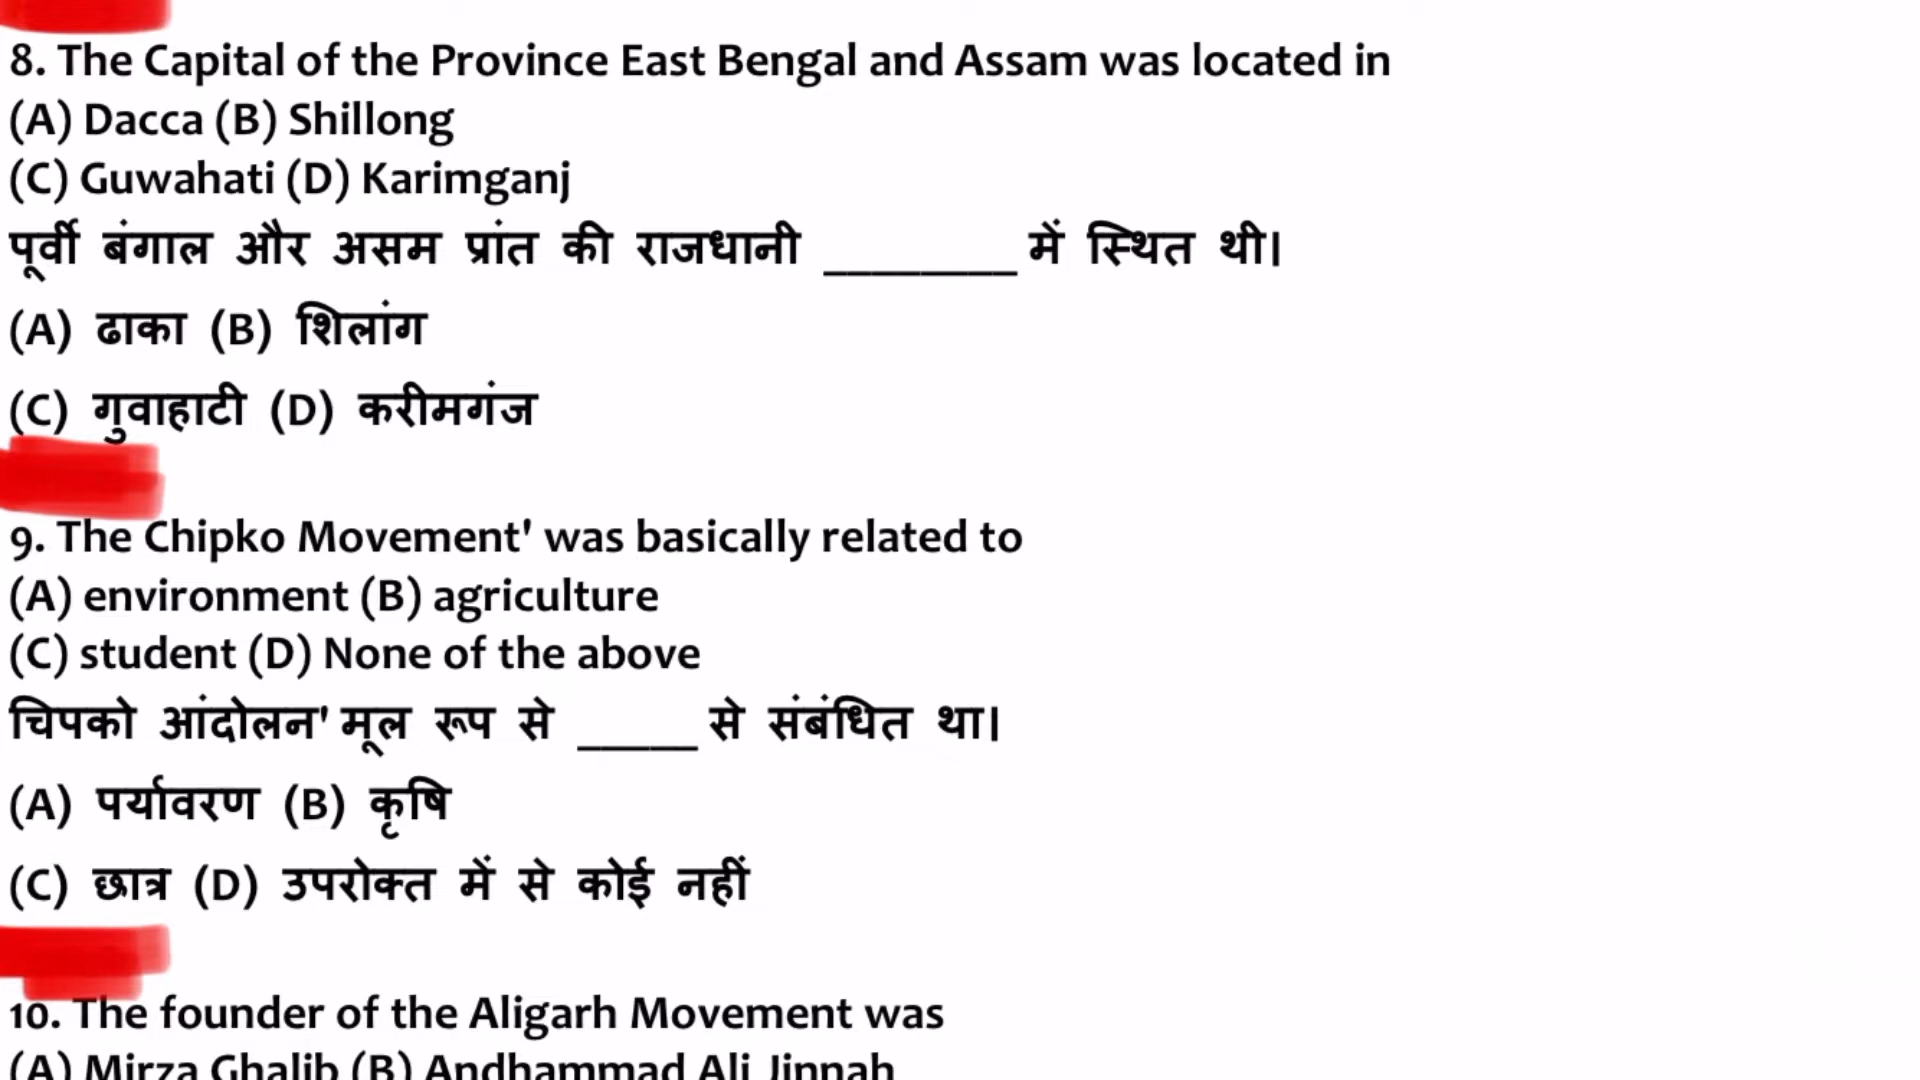 8. The Capital of the Province East Bengal and Assam was located in
(A) Dacca (B) Shillong
(C) Guwahati (D) Karimganj
पूर्वी बंगाल और असम प्रांत की राजधानी ________ में स्थित थी।
(A) ढाका (B) शिलांग
(C) गुवाहाटी (D) करीमगंज
9. The Chipko Movement' was basically related to
(A) environment (B) agriculture
(C) student (D) None of the above
चिपको आंदोलन' मूल रूप से _____ से संबंधित था।
(A) पर्यावरण (B) कृषि
(C) छात्र (D) उपरोक्त में से कोई नहीं
10. The founder of the Aligarh Movement was
(A) Mirza Ghalib (B) Andhammad Ali Jinnah